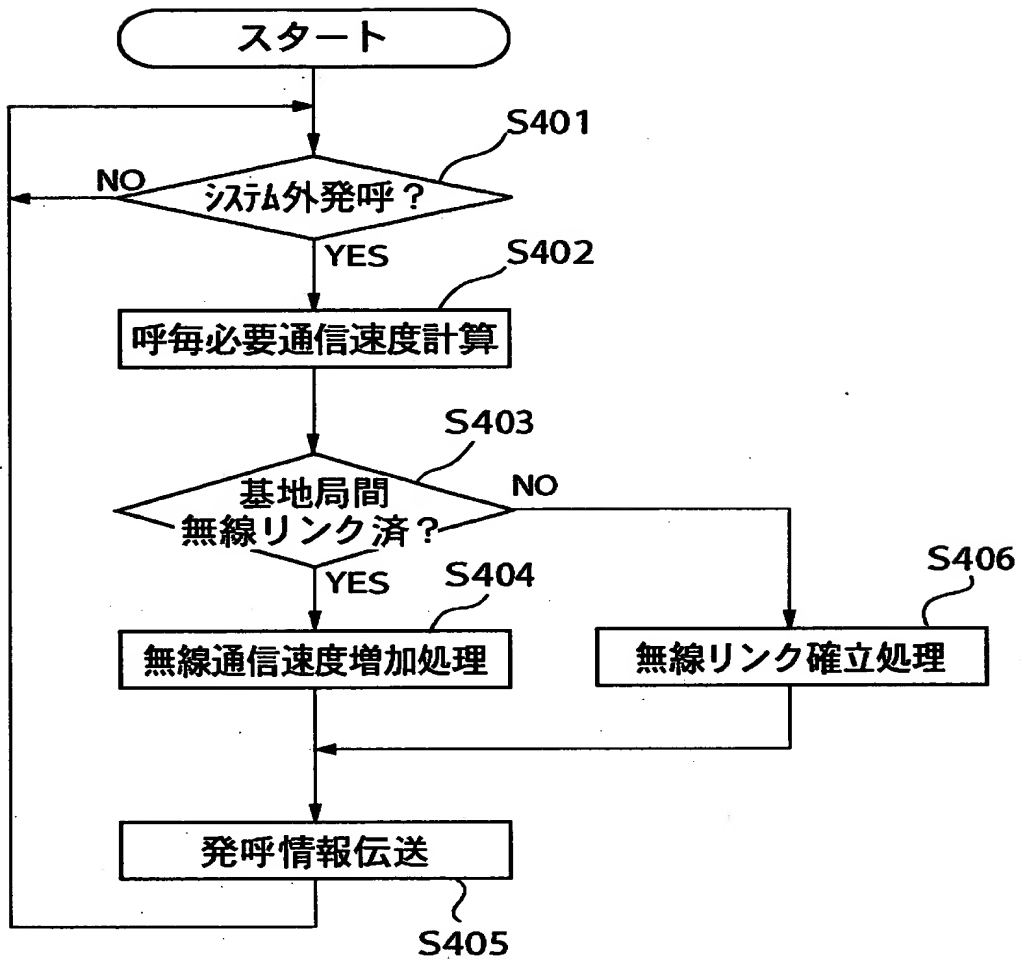 スタート
S401
NO
システム外発呼？
YES
S402
呼毎必要通信速度計算
S403
基地局間
無線リンク済？
NO
YES
S404
S406
無線通信速度増加処理
無線リンク確立処理
発呼情報伝送
S405